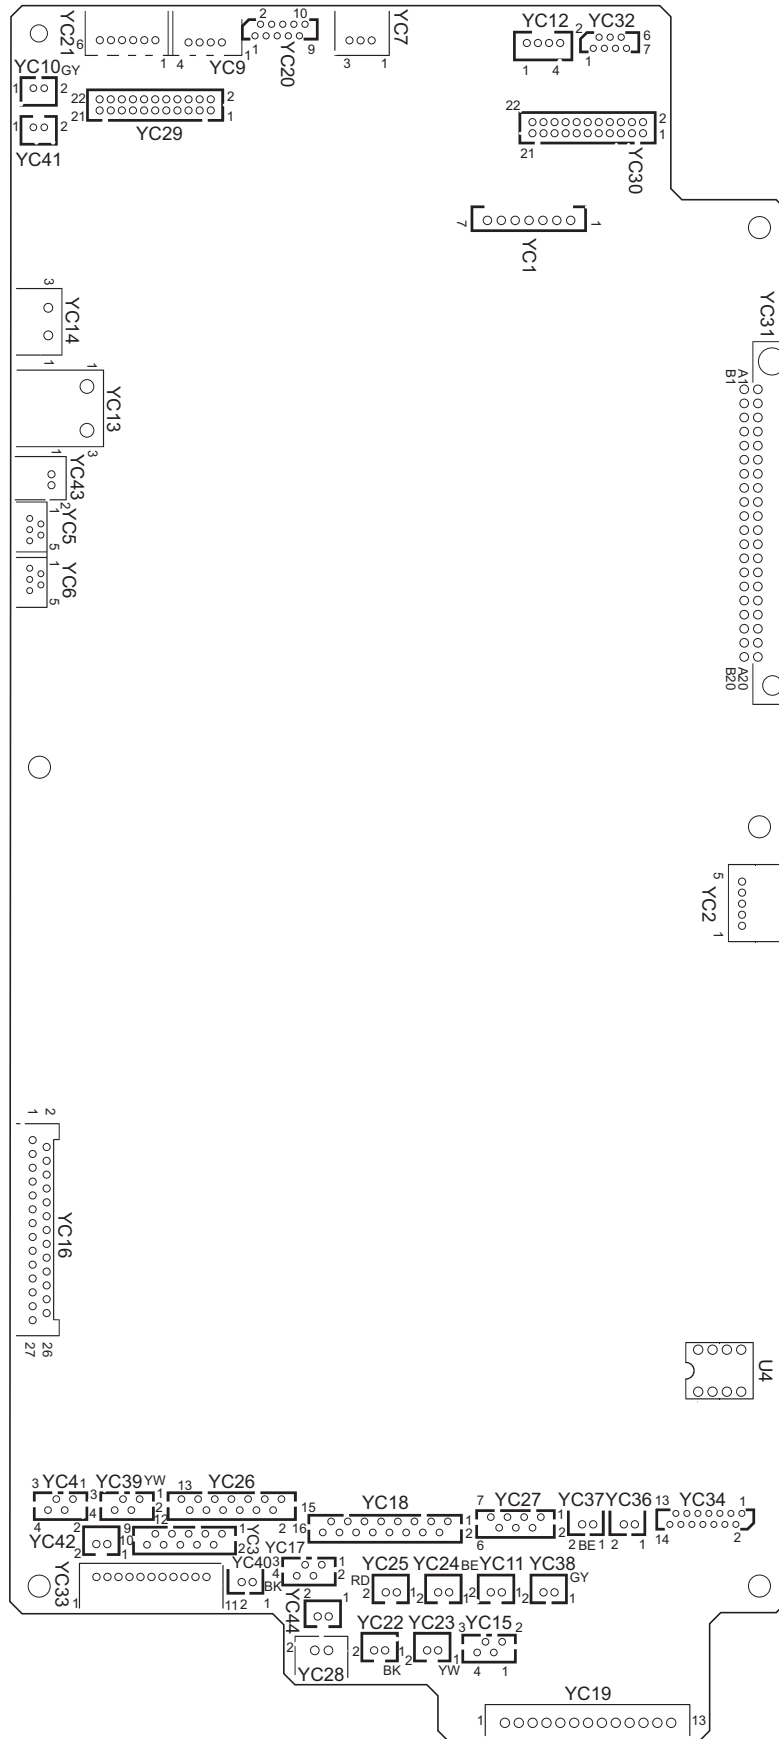 YC21
6
1
4
YC9
1
2
10
1
9
YC20
YC7
3
1
YC12
1
4
YC32
2
6
1
7
YC10
GY
1
2
22
2
21
1
YC29
1
2
YC41
22
2
1
21
YC30
7
1
YC1
3
YC14
1
YC31
A1
B1
1
YC13
3
1
YC43
2
YC5
1
5
YC6
1
5
A20
B20
5
YC2
1
1
2
YC16
27
26
U4
3
YC4
1
4
2
3
YC39
YW
1
4
2
13
YC26
15
2
16
YC18
1
2
7
YC27
1
6
2
YC37
2
BE
1
YC36
2
1
13
YC34
1
14
2
YC42
2
1
9
12
10
1
2
YC3
YC33
1
11
YC40
2
1
BK
YC17
3
1
4
2
YC25
RD
2
1
YC24
2
1
BE
YC11
2
1
YC38
2
1
GY
YC44
2
1
2
YC28
YC22
2
1
BK
YC23
2
1
YW
YC15
3
2
4
1
YC19
1
13